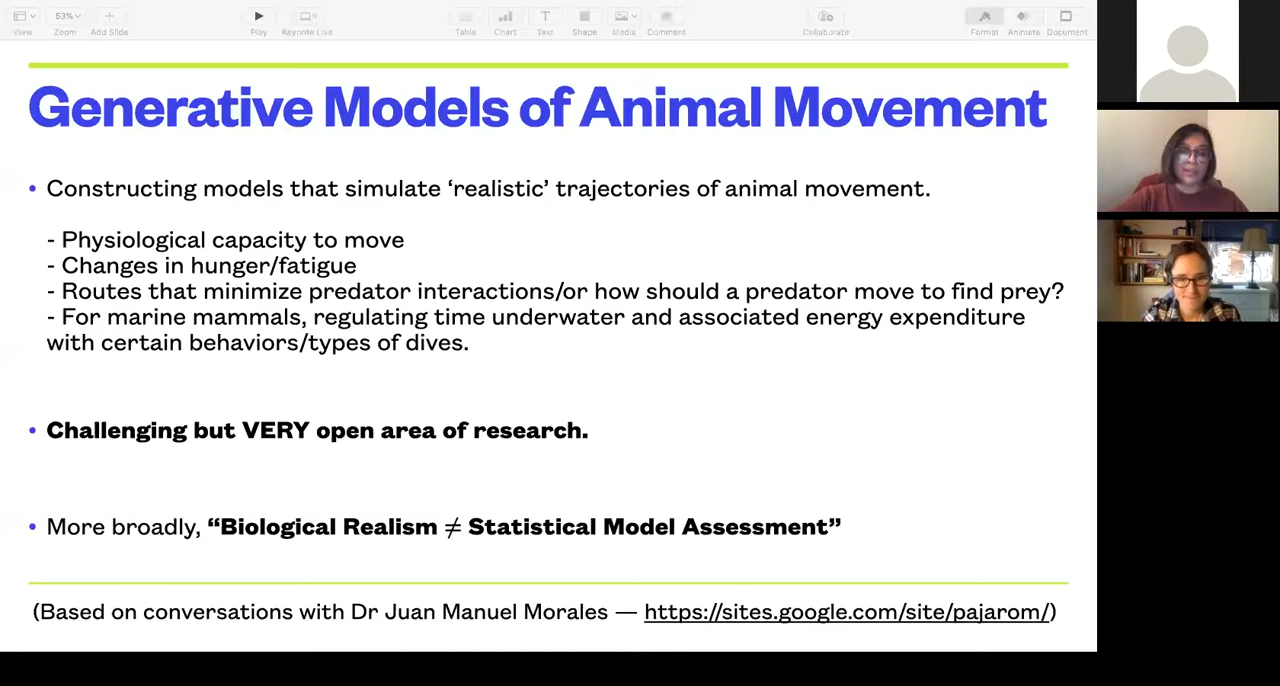 View Zoom Add Slide Play Keynote Live Table Chart Text Shape Media Comment Collaborate Format Animate Document
53%
Generative Models of Animal Movement
• Constructing models that simulate ‘realistic’ trajectories of animal movement.
- Physiological capacity to move
- Changes in hunger/fatigue
- Routes that minimize predator interactions/or how should a predator move to find prey?
- For marine mammals, regulating time underwater and associated energy expenditure
with certain behaviors/types of dives.
• Challenging but VERY open area of research.
• More broadly, “Biological Realism ≠ Statistical Model Assessment”
(Based on conversations with Dr Juan Manuel Morales — https://sites.google.com/site/pajarom/)